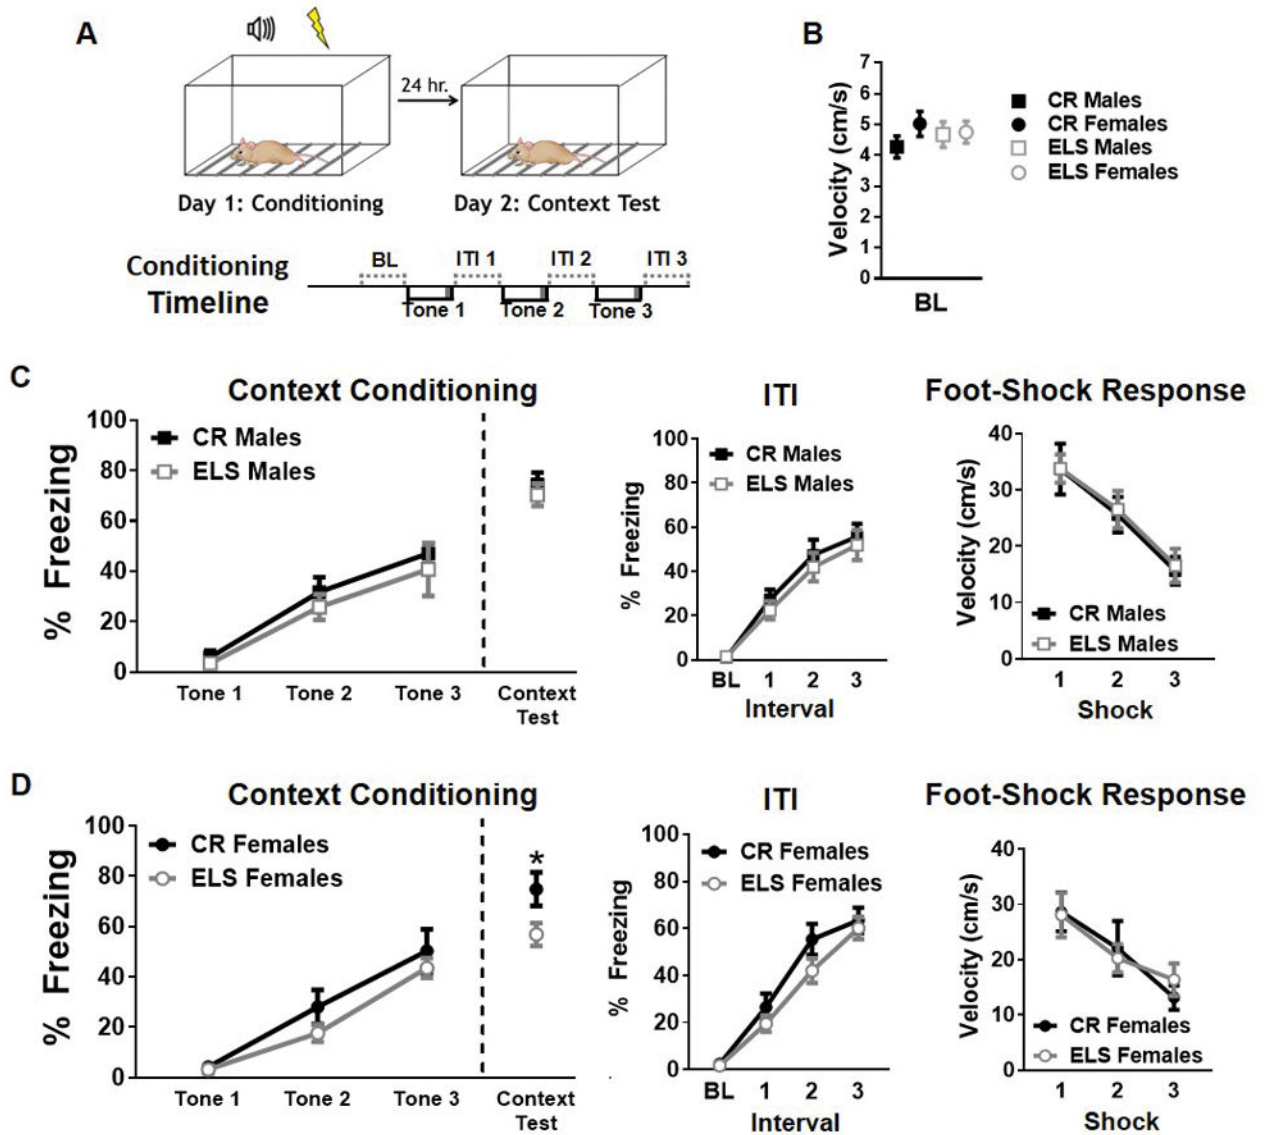 A
24 hr.
Day 1: Conditioning
Day 2: Context Test
Conditioning
Timeline
BL
ITI 1
ITI 2
ITI 3
Tone 1
Tone 2
Tone 3
B
Velocity (cm/s)
7
6
5
4
3
2
1
0
BL
CR Males
CR Females
ELS Males
ELS Females
C
Context Conditioning
% Freezing
100
80
60
40
20
0
CR Males
ELS Males
Tone 1
Tone 2
Tone 3
Context
Test
ITI
% Freezing
100
80
60
40
20
0
CR Males
ELS Males
BL
1
2
3
Interval
Foot-Shock Response
Velocity (cm/s)
40
30
20
10
0
CR Males
ELS Males
1
2
3
Shock
D
Context Conditioning
% Freezing
100
80
60
40
20
0
CR Females
ELS Females
*
Tone 1
Tone 2
Tone 3
Context
Test
ITI
% Freezing
100
80
60
40
20
0
CR Females
ELS Females
BL
1
2
3
Interval
Foot-Shock Response
Velocity (cm/s)
40
30
20
10
0
CR Females
ELS Females
1
2
3
Shock